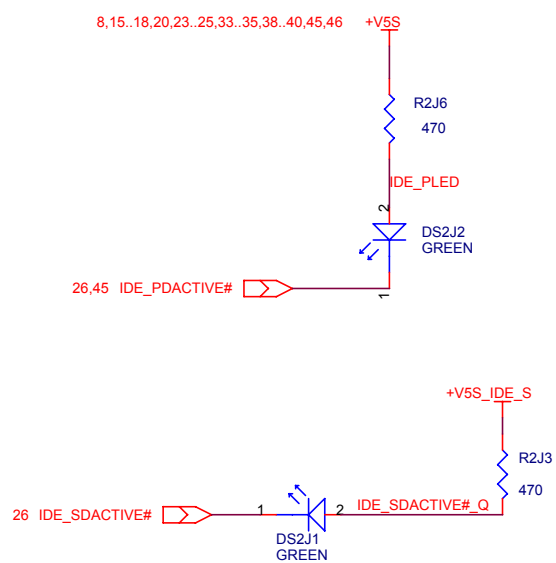 8,15..18,20,23..25,33..35,38..40,45,46 +V5S
R2J6
470
IDE_PLED
2
DS2J2
GREEN
26,45 IDE_PDACTIVE#
1
+V5S_IDE_S
R2J3
470
26 IDE_SDACTIVE#
1
2
IDE_SDACTIVE#_Q
DS2J1
GREEN